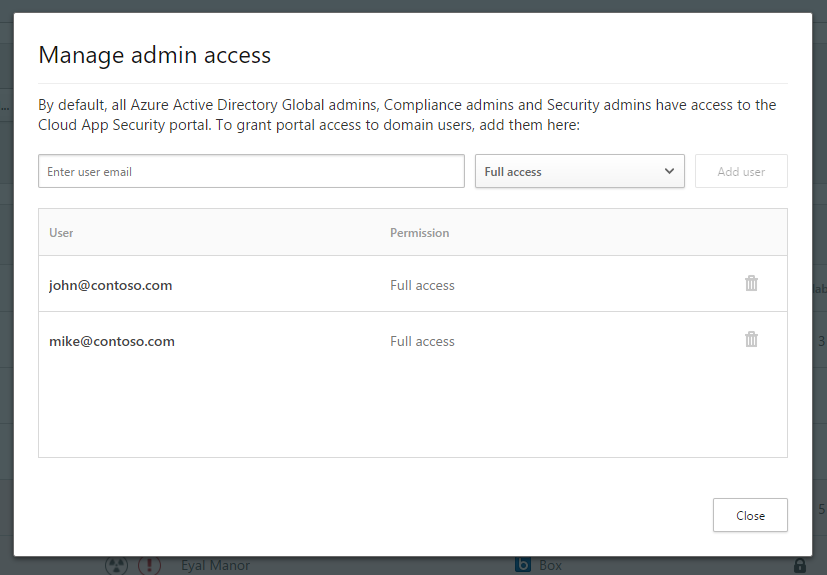 Manage admin access
By default, all Azure Active Directory Global admins, Compliance admins and Security admins have access to the
Cloud App Security portal. To grant portal access to domain users, add them here:
Enter user email Full access Add user
User Permission
john@contoso.com Full access
mike@contoso.com Full access
3
5
Close
Eyal Manor Box